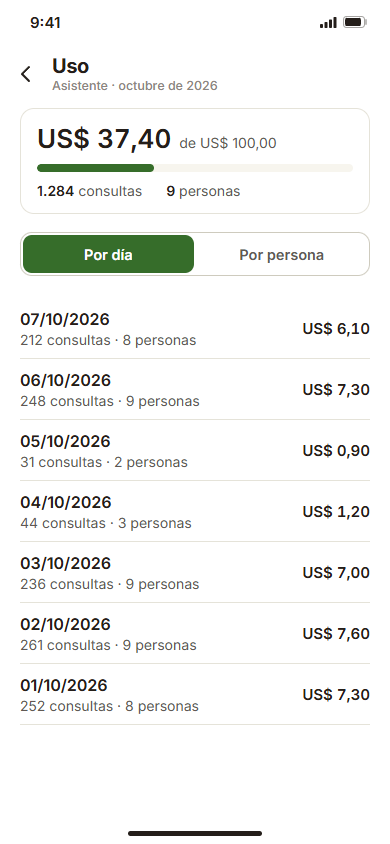 9:41
Uso
Asistente · octubre de 2026
US$ 37,40 de US$ 100,00
1.284 consultas 9 personas
Por día Por persona
07/10/2026
212 consultas · 8 personas
US$ 6,10
06/10/2026
248 consultas · 9 personas
US$ 7,30
05/10/2026
31 consultas · 2 personas
US$ 0,90
04/10/2026
44 consultas · 3 personas
US$ 1,20
03/10/2026
236 consultas · 9 personas
US$ 7,00
02/10/2026
261 consultas · 9 personas
US$ 7,60
01/10/2026
252 consultas · 8 personas
US$ 7,30